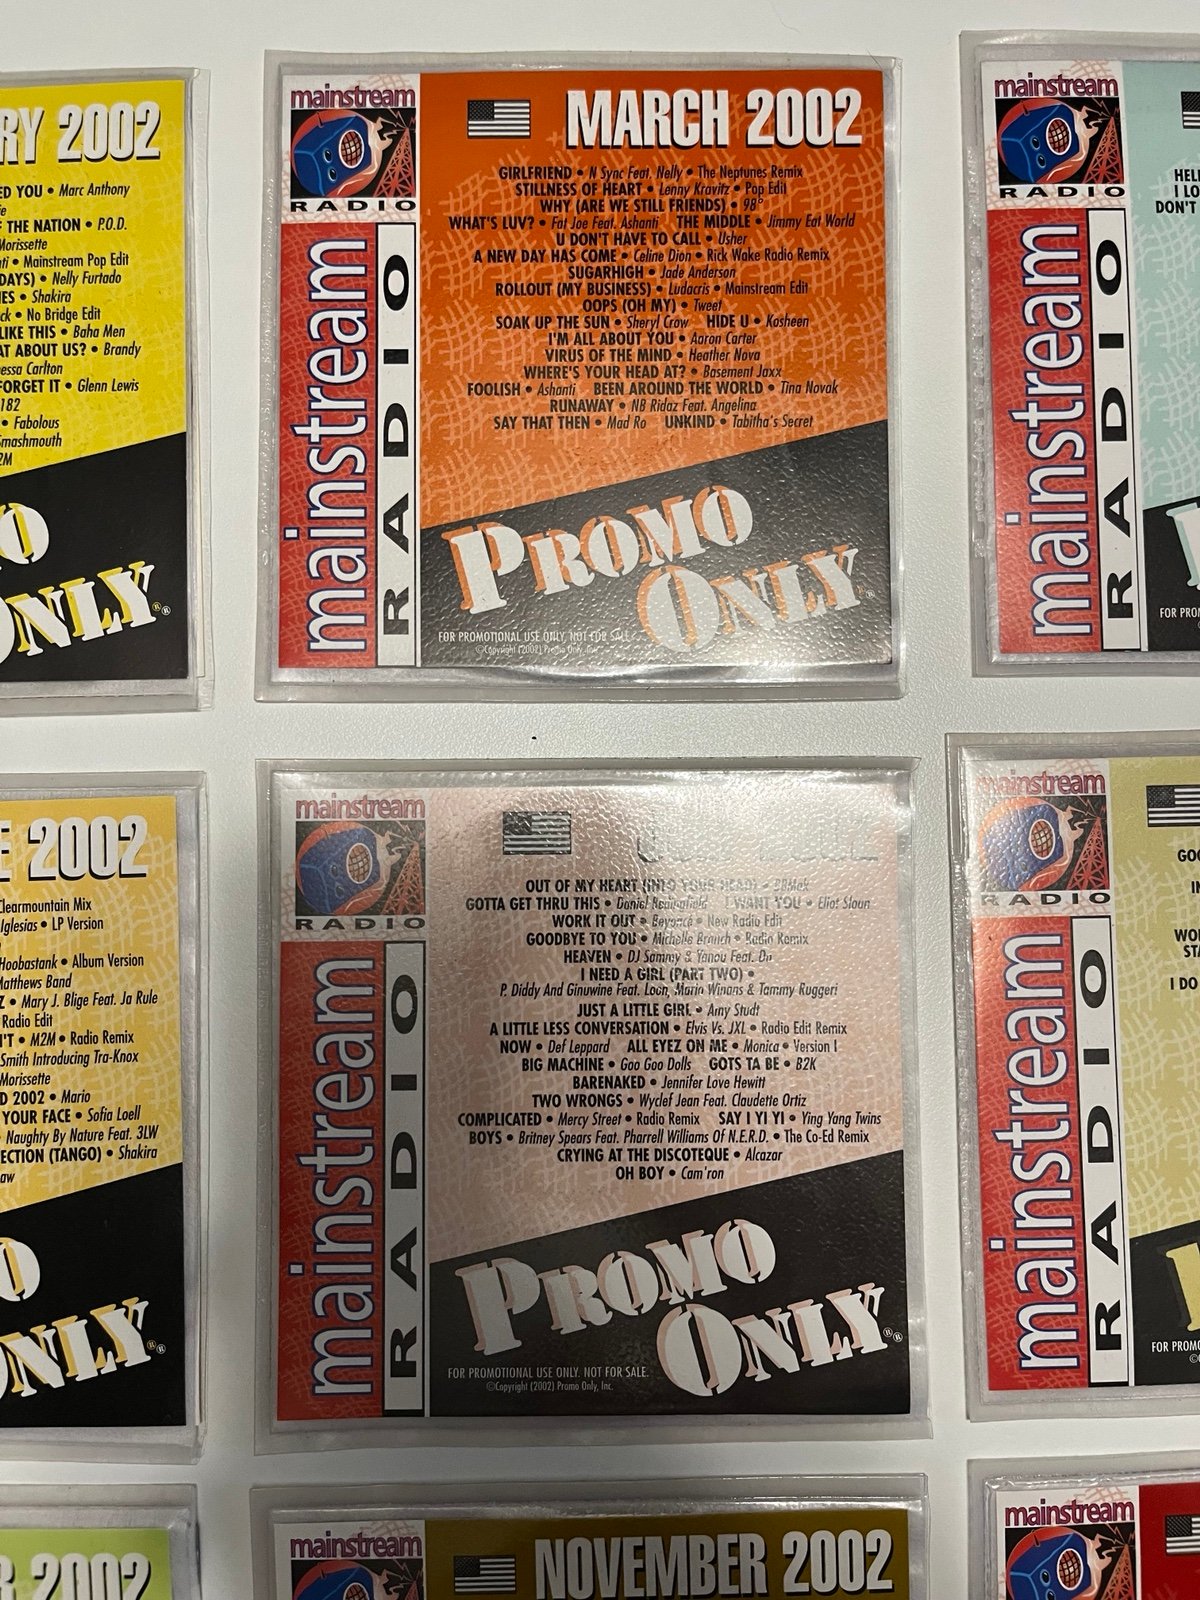 RY 2002
ED YOU • Marc Anthony
F THE NATION • P.O.D.
Morissette
• Mainstream Pop Edit
DAYS) • Nelly Furtado
ES • Shakira
ck • No Bridge Edit
LIKE THIS • Baha Men
AT ABOUT US? • Brandy
nessa Carlton
FORGET IT • Glenn Lewis
182
• Fabolous
Smashmouth
2M
O
ONLY
mainstream
RADIO
mainstream
RADIO
MARCH 2002
GIRLFRIEND • N Sync Feat. Nelly • The Neptunes Remix
STILLNESS OF HEART • Lenny Kravitz • Pop Edit
WHY (ARE WE STILL FRIENDS) • 98°
WHAT'S LUV? • Fat Joe Feat. Ashanti THE MIDDLE • Jimmy Eat World
U DON'T HAVE TO CALL • Usher
A NEW DAY HAS COME • Celine Dion • Rick Wake Radio Remix
SUGARHIGH • Jade Anderson
ROLLOUT (MY BUSINESS) • Ludacris • Mainstream Edit
OOPS (OH MY) • Tweet
SOAK UP THE SUN • Sheryl Crow HIDE U • Kosheen
I'M ALL ABOUT YOU • Aaron Carter
VIRUS OF THE MIND • Heather Nova
WHERE'S YOUR HEAD AT? • Basement Jaxx
FOOLISH • Ashanti BEEN AROUND THE WORLD • Tina Novak
RUNAWAY • NB Ridaz Feat. Angelina
SAY THAT THEN • Mad Ro UNKIND • Tabitha's Secret
PROMO
ONLY
FOR PROMOTIONAL USE ONLY, NOT FOR SALE.
©Copyright (2002) Promo Only, Inc.
mainstream
RADIO
mainstream
RADIO
HEL
I LO
DON'T
FOR PROM
E 2002
Clearmountain Mix
Iglesias • LP Version
Hoobastank • Album Version
Matthews Band
Z • Mary J. Blige Feat. Ja Rule
Radio Edit
N'T • M2M • Radio Remix
Smith Introducing Tra-Knox
Morissette
D 2002 • Mario
YOUR FACE • Sofia Loell
Naughty By Nature Feat. 3LW
ECTION (TANGO) • Shakira
aw
O
ONLY
mainstream
RADIO
mainstream
RADIO
OUT OF MY HEART (INTO YOUR HEAD) • BBMak
GOTTA GET THRU THIS • Daniel Bedingfield I WANT YOU • Eliot Sloan
WORK IT OUT • Beyoncé • New Radio Edit
GOODBYE TO YOU • Michelle Branch • Radio Remix
HEAVEN • DJ Sammy & Yanou Feat. Do
I NEED A GIRL (PART TWO) •
P. Diddy And Ginuwine Feat. Loon, Mario Winans & Tammy Ruggeri
JUST A LITTLE GIRL • Amy Studt
A LITTLE LESS CONVERSATION • Elvis Vs. JXL • Radio Edit Remix
NOW • Def Leppard ALL EYEZ ON ME • Monica • Version I
BIG MACHINE • Goo Goo Dolls GOTS TA BE • B2K
BARENAKED • Jennifer Love Hewitt
TWO WRONGS • Wyclef Jean Feat. Claudette Ortiz
COMPLICATED • Mercy Street • Radio Remix SAY I YI YI • Ying Yang Twins
BOYS • Britney Spears Feat. Pharrell Williams Of N.E.R.D. • The Co-Ed Remix
CRYING AT THE DISCOTEQUE • Alcazar
OH BOY • Cam'ron
PROMO
ONLY
FOR PROMOTIONAL USE ONLY. NOT FOR SALE.
©Copyright (2002) Promo Only, Inc.
mainstream
RADIO
mainstream
RADIO
GOO
IN
WO
STA
I DO
FOR PROM
R 2002
mainstream
NOVEMBER 2002
mainstream